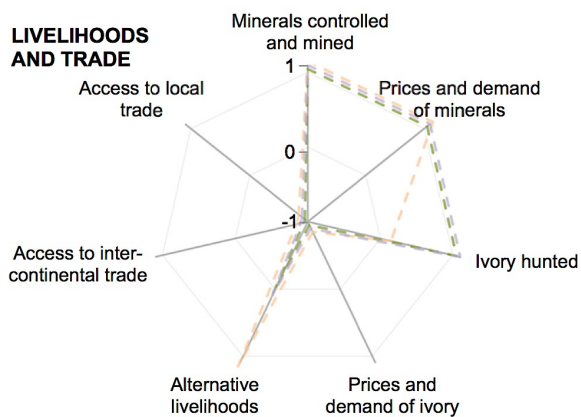 LIVELIHOODS
AND TRADE
Minerals controlled
and mined
1
Access to local
trade
Prices and demand
of minerals
0
-1
Access to inter-
continental trade
Ivory hunted
Alternative
livelihoods
Prices and
demand of ivory